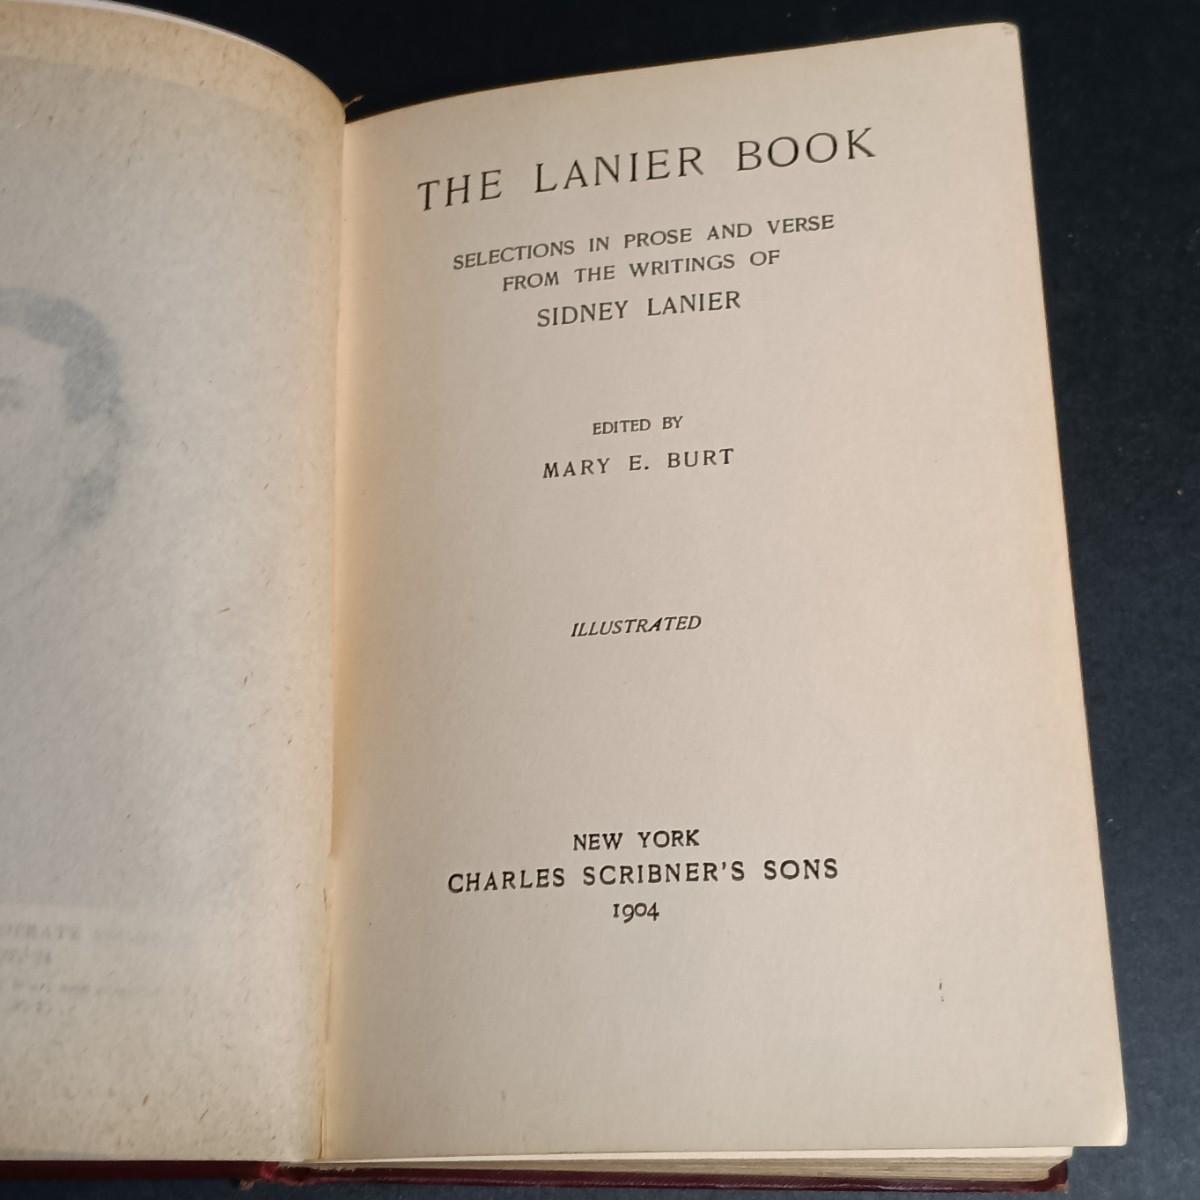 THE LANIER BOOK
SELECTIONS IN PROSE AND VERSE
FROM THE WRITINGS OF
SIDNEY LANIER
EDITED BY
MARY E. BURT
ILLUSTRATED
NEW YORK
CHARLES SCRIBNER'S SONS
1904